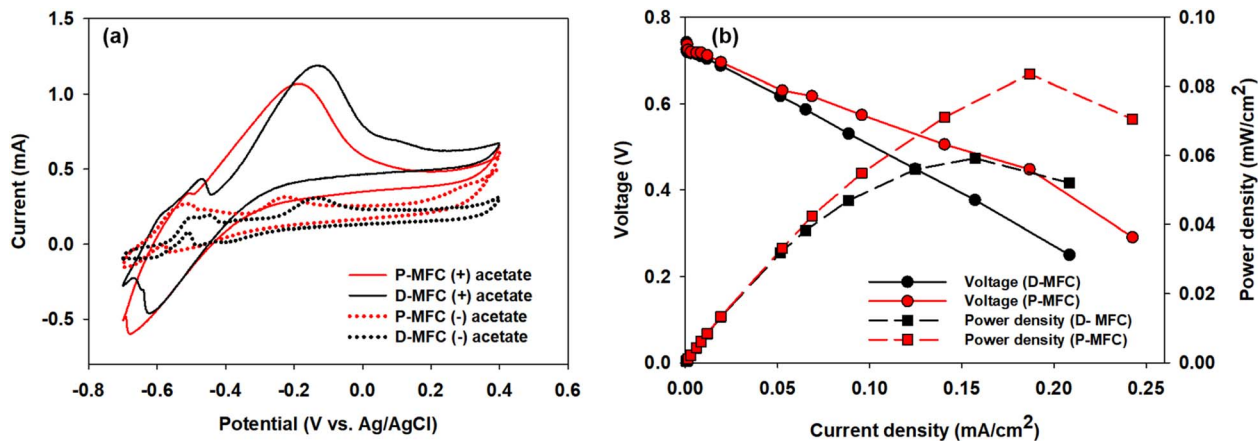 (a)
1.5
1.0
0.5
0.0
-0.5
Current (mA)
P-MFC (+) acetate
D-MFC (+) acetate
P-MFC (-) acetate
D-MFC (-) acetate
-0.8 -0.6 -0.4 -0.2 0.0 0.2 0.4 0.6
Potential (V vs. Ag/AgCl)
(b)
0.8
0.6
0.4
0.2
0.0
Voltage (V)
Voltage (D-MFC)
Voltage (P-MFC)
Power density (D- MFC)
Power density (P-MFC)
0.10
0.08
0.06
0.04
0.02
0.00
Power density (mW/cm²)
0.00 0.05 0.10 0.15 0.20 0.25
Current density (mA/cm²)